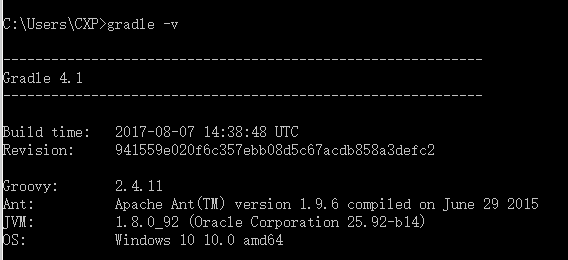 C:\Users\CXP>gradle -v
------------------------------------------------------------
Gradle 4.1
------------------------------------------------------------
Build time:   2017-08-07 14:38:48 UTC
Revision:     941559e020f6c357ebb08d5c67acdb858a3defc2
Groovy:       2.4.11
Ant:          Apache Ant(TM) version 1.9.6 compiled on June 29 2015
JVM:          1.8.0_92 (Oracle Corporation 25.92-b14)
OS:           Windows 10 10.0 amd64